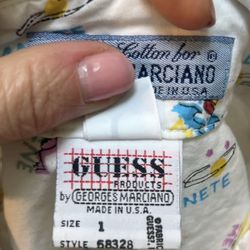 Cotton for ®
MARCIANO
MADE IN U.S.A.
GUESS
PRODUCTS
by GEORGES MARCIANO
MADE IN U.S.A.
SIZE 1
STYLE 68328
NETE